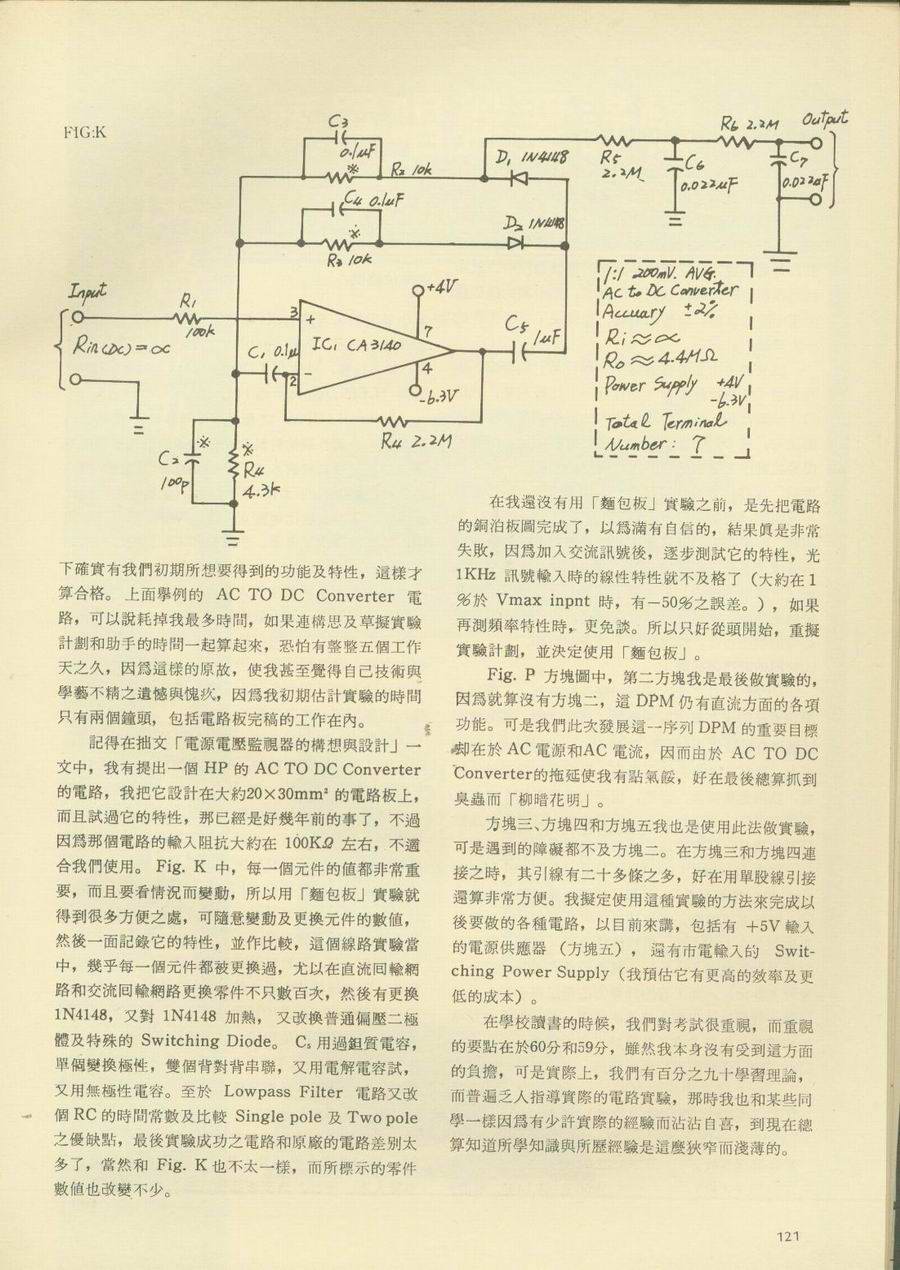 FIG:K
C3
0.1μF
※
R2 10k
C4 0.1μF
※
R3 10k
D1 1N4148
D2 1N4148
R5
2.2M
C6
0.022μF
R6 2.2M
Output
C7
0.022μF
Input
Rin(DC)=∝
R1
100k
3
+
IC1 CA3140
2
−
+4V
7
4
-6.3V
C1 0.1μ
R4 2.2M
C5
1μF
C2
※
100p
※
R4
4.3k
1:1 200mV. AVG.
AC to DC Converter
Accuary ±2%
Ri≈∝
Ro≈4.4MΩ
Power Supply +4V
-6.3V
Total Terminal
Number: 7
下確實有我們初期所想要得到的功能及特性，這樣才
算合格。上面舉例的 AC TO DC Converter 電
路，可以說耗掉我最多時間，如果連構思及草擬實驗
計劃和助手的時間一起算起來，恐怕有整整五個工作
天之久，因爲這樣的原故，使我甚至覺得自己技術與
學藝不精之遺憾與愧疚，因爲我初期估計實驗的時間
只有兩個鐘頭，包括電路板完稿的工作在內。
記得在拙文「電源電壓監視器的構想與設計」一
文中，我有提出一個 HP 的 AC TO DC Converter
的電路，我把它設計在大約20×30mm² 的電路板上，
而且試過它的特性，那已經是好幾年前的事了，不過
因爲那個電路的輸入阻抗大約在 100KΩ 左右，不適
合我們使用。 Fig. K 中，每一個元件的值都非常重
要，而且要看情況而變動，所以用「麵包板」實驗就
得到很多方便之處，可隨意變動及更換元件的數值，
然後一面記錄它的特性，並作比較，這個線路實驗當
中，幾乎每一個元件都被更換過，尤以在直流回輸網
路和交流回輸網路更換零件不只數百次，然後有更換
1N4148，又對 1N4148 加熱，又改換普通偏壓二極
體及特殊的 Switching Diode。 C₅ 用過鉭質電容，
單個變換極性，雙個背對背串聯，又用電解電容試，
又用無極性電容。至於 Lowpass Filter 電路又改
個 RC 的時間常數及比較 Single pole 及 Two pole
之優缺點，最後實驗成功之電路和原廠的電路差別太
多了，當然和 Fig. K 也不太一樣，而所標示的零件
數值也改變不少。
在我還沒有用「麵包板」實驗之前，是先把電路
的銅泊板圖完成了，以爲滿有自信的，結果眞是非常
失敗，因爲加入交流訊號後，逐步測試它的特性，光
1KHz 訊號輸入時的線性特性就不及格了（大約在 1
％於 Vmax inpnt 時，有−50％之誤差。），如果
再測頻率特性時，更免談。所以只好從頭開始，重擬
實驗計劃，並決定使用「麵包板」。
Fig. P 方塊圖中，第二方塊我是最後做實驗的，
因爲就算沒有方塊二，這 DPM 仍有直流方面的各項
功能。可是我們此次發展這一序列 DPM 的重要目標
却在於 AC 電源和AC 電流，因而由於 AC TO DC
Converter的拖延使我有點氣餒，好在最後總算抓到
臭蟲而「柳暗花明」。
方塊三、方塊四和方塊五我也是使用此法做實驗，
可是遇到的障礙都不及方塊二。在方塊三和方塊四連
接之時，其引線有二十多條之多，好在用單股線引接
還算非常方便。我擬定使用這種實驗的方法來完成以
後要做的各種電路，以目前來講，包括有 +5V 輸入
的電源供應器（方塊五），還有市電輸入的 Swit-
ching Power Supply（我預估它有更高的效率及更
低的成本）。
在學校讀書的時候，我們對考試很重視，而重視
的要點在於60分和59分，雖然我本身沒有受到這方面
的負擔，可是實際上，我們有百分之九十學習理論，
而普遍乏人指導實際的電路實驗，那時我也和某些同
學一樣因爲有少許實際的經驗而沾沾自喜，到現在總
算知道所學知識與所歷經驗是這麼狹窄而淺薄的。
121